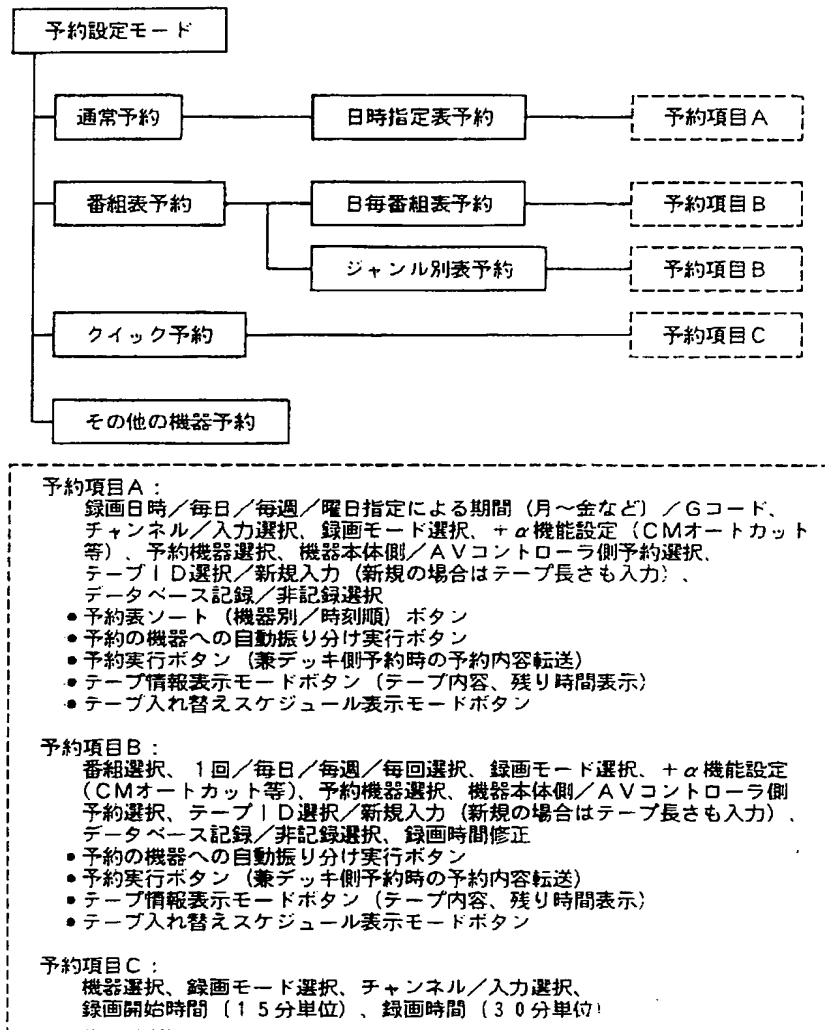 予約設定モード
通常予約
日時指定表予約
予約項目A
番組表予約
日毎番組表予約
予約項目B
ジャンル別表予約
予約項目B
クイック予約
予約項目C
その他の機器予約
予約項目A:
録画日時/毎日/毎週/曜日指定による期間(月~金など)/Gコード、
チャンネル/入力選択、録画モード選択、+α機能設定(CMオートカット
等)、予約機器選択、機器本体側/AVコントローラ側予約選択、
テープID選択/新規入力(新規の場合はテープ長さも入力)、
データベース記録/非記録選択
●予約表ソート(機器別/時刻順)ボタン
●予約の機器への自動振り分け実行ボタン
●予約実行ボタン(兼デッキ側予約時の予約内容転送)
●テープ情報表示モードボタン(テープ内容、残り時間表示)
●テープ入れ替えスケジュール表示モードボタン
予約項目B:
番組選択、1回/毎日/毎週/毎回選択、録画モード選択、+α機能設定
(CMオートカット等)、予約機器選択、機器本体側/AVコントローラ側
予約選択、テープID選択/新規入力(新規の場合はテープ長さも入力)、
データベース記録/非記録選択、録画時間修正
●予約の機器への自動振り分け実行ボタン
●予約実行ボタン(兼デッキ側予約時の予約内容転送)
●テープ情報表示モードボタン(テープ内容、残り時間表示)
●テープ入れ替えスケジュール表示モードボタン
予約項目C:
機器選択、録画モード選択、チャンネル/入力選択、
録画開始時間(15分単位)、録画時間(30分単位)